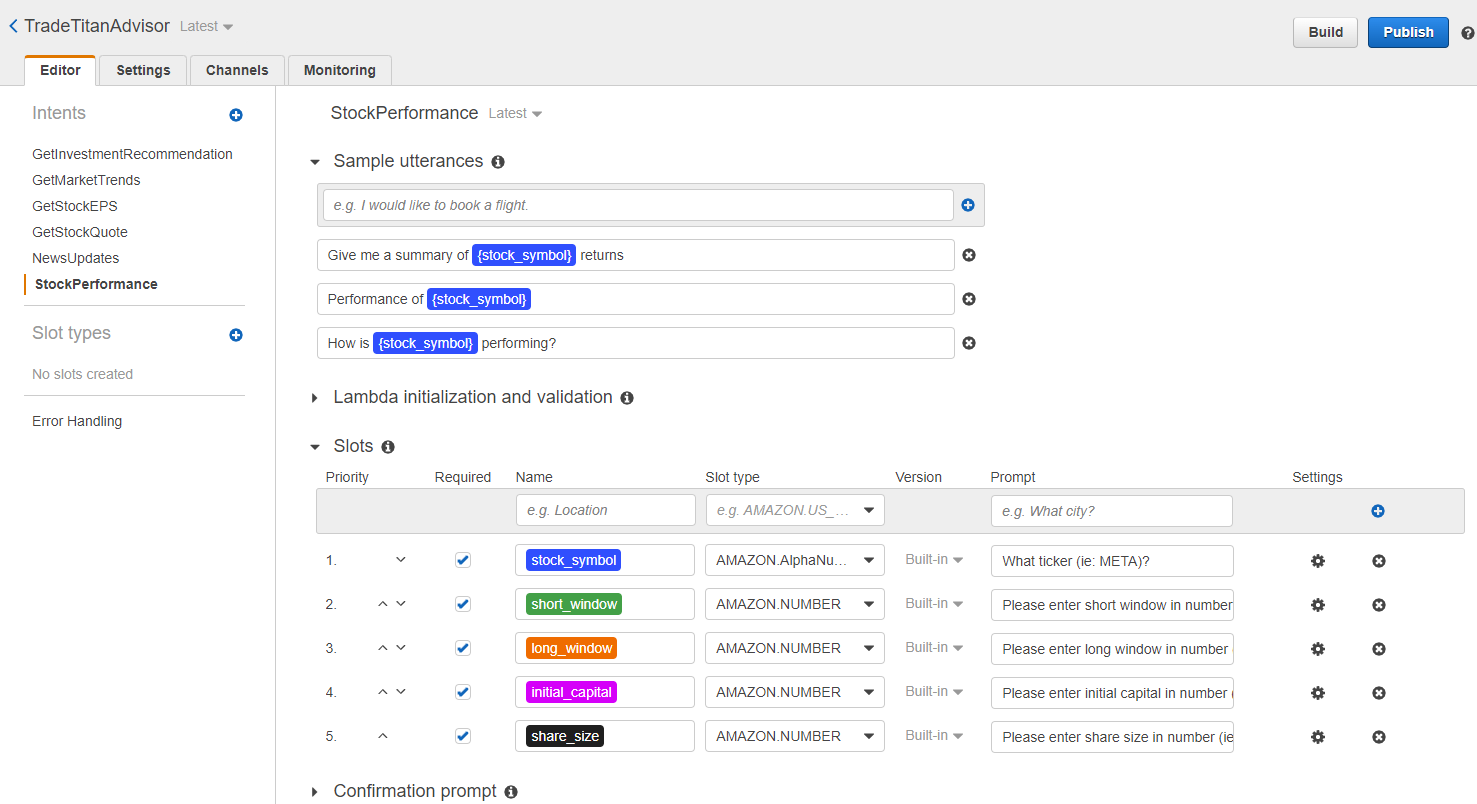 TradeTitanAdvisor Latest
Build Publish
Editor Settings Channels Monitoring
Intents
GetInvestmentRecommendation
GetMarketTrends
GetStockEPS
GetStockQuote
NewsUpdates
StockPerformance
Slot types
No slots created
Error Handling
StockPerformance Latest
Sample utterances
e.g. I would like to book a flight.
Give me a summary of {stock_symbol} returns
Performance of {stock_symbol}
How is {stock_symbol} performing?
Lambda initialization and validation
Slots
Priority Required Name Slot type Version Prompt Settings
e.g. Location e.g. AMAZON.US_... e.g. What city?
1. stock_symbol AMAZON.AlphaNu... Built-in What ticker (ie: META)?
2. short_window AMAZON.NUMBER Built-in Please enter short window in number
3. long_window AMAZON.NUMBER Built-in Please enter long window in number (
4. initial_capital AMAZON.NUMBER Built-in Please enter initial capital in number (
5. share_size AMAZON.NUMBER Built-in Please enter share size in number (ie
Confirmation prompt